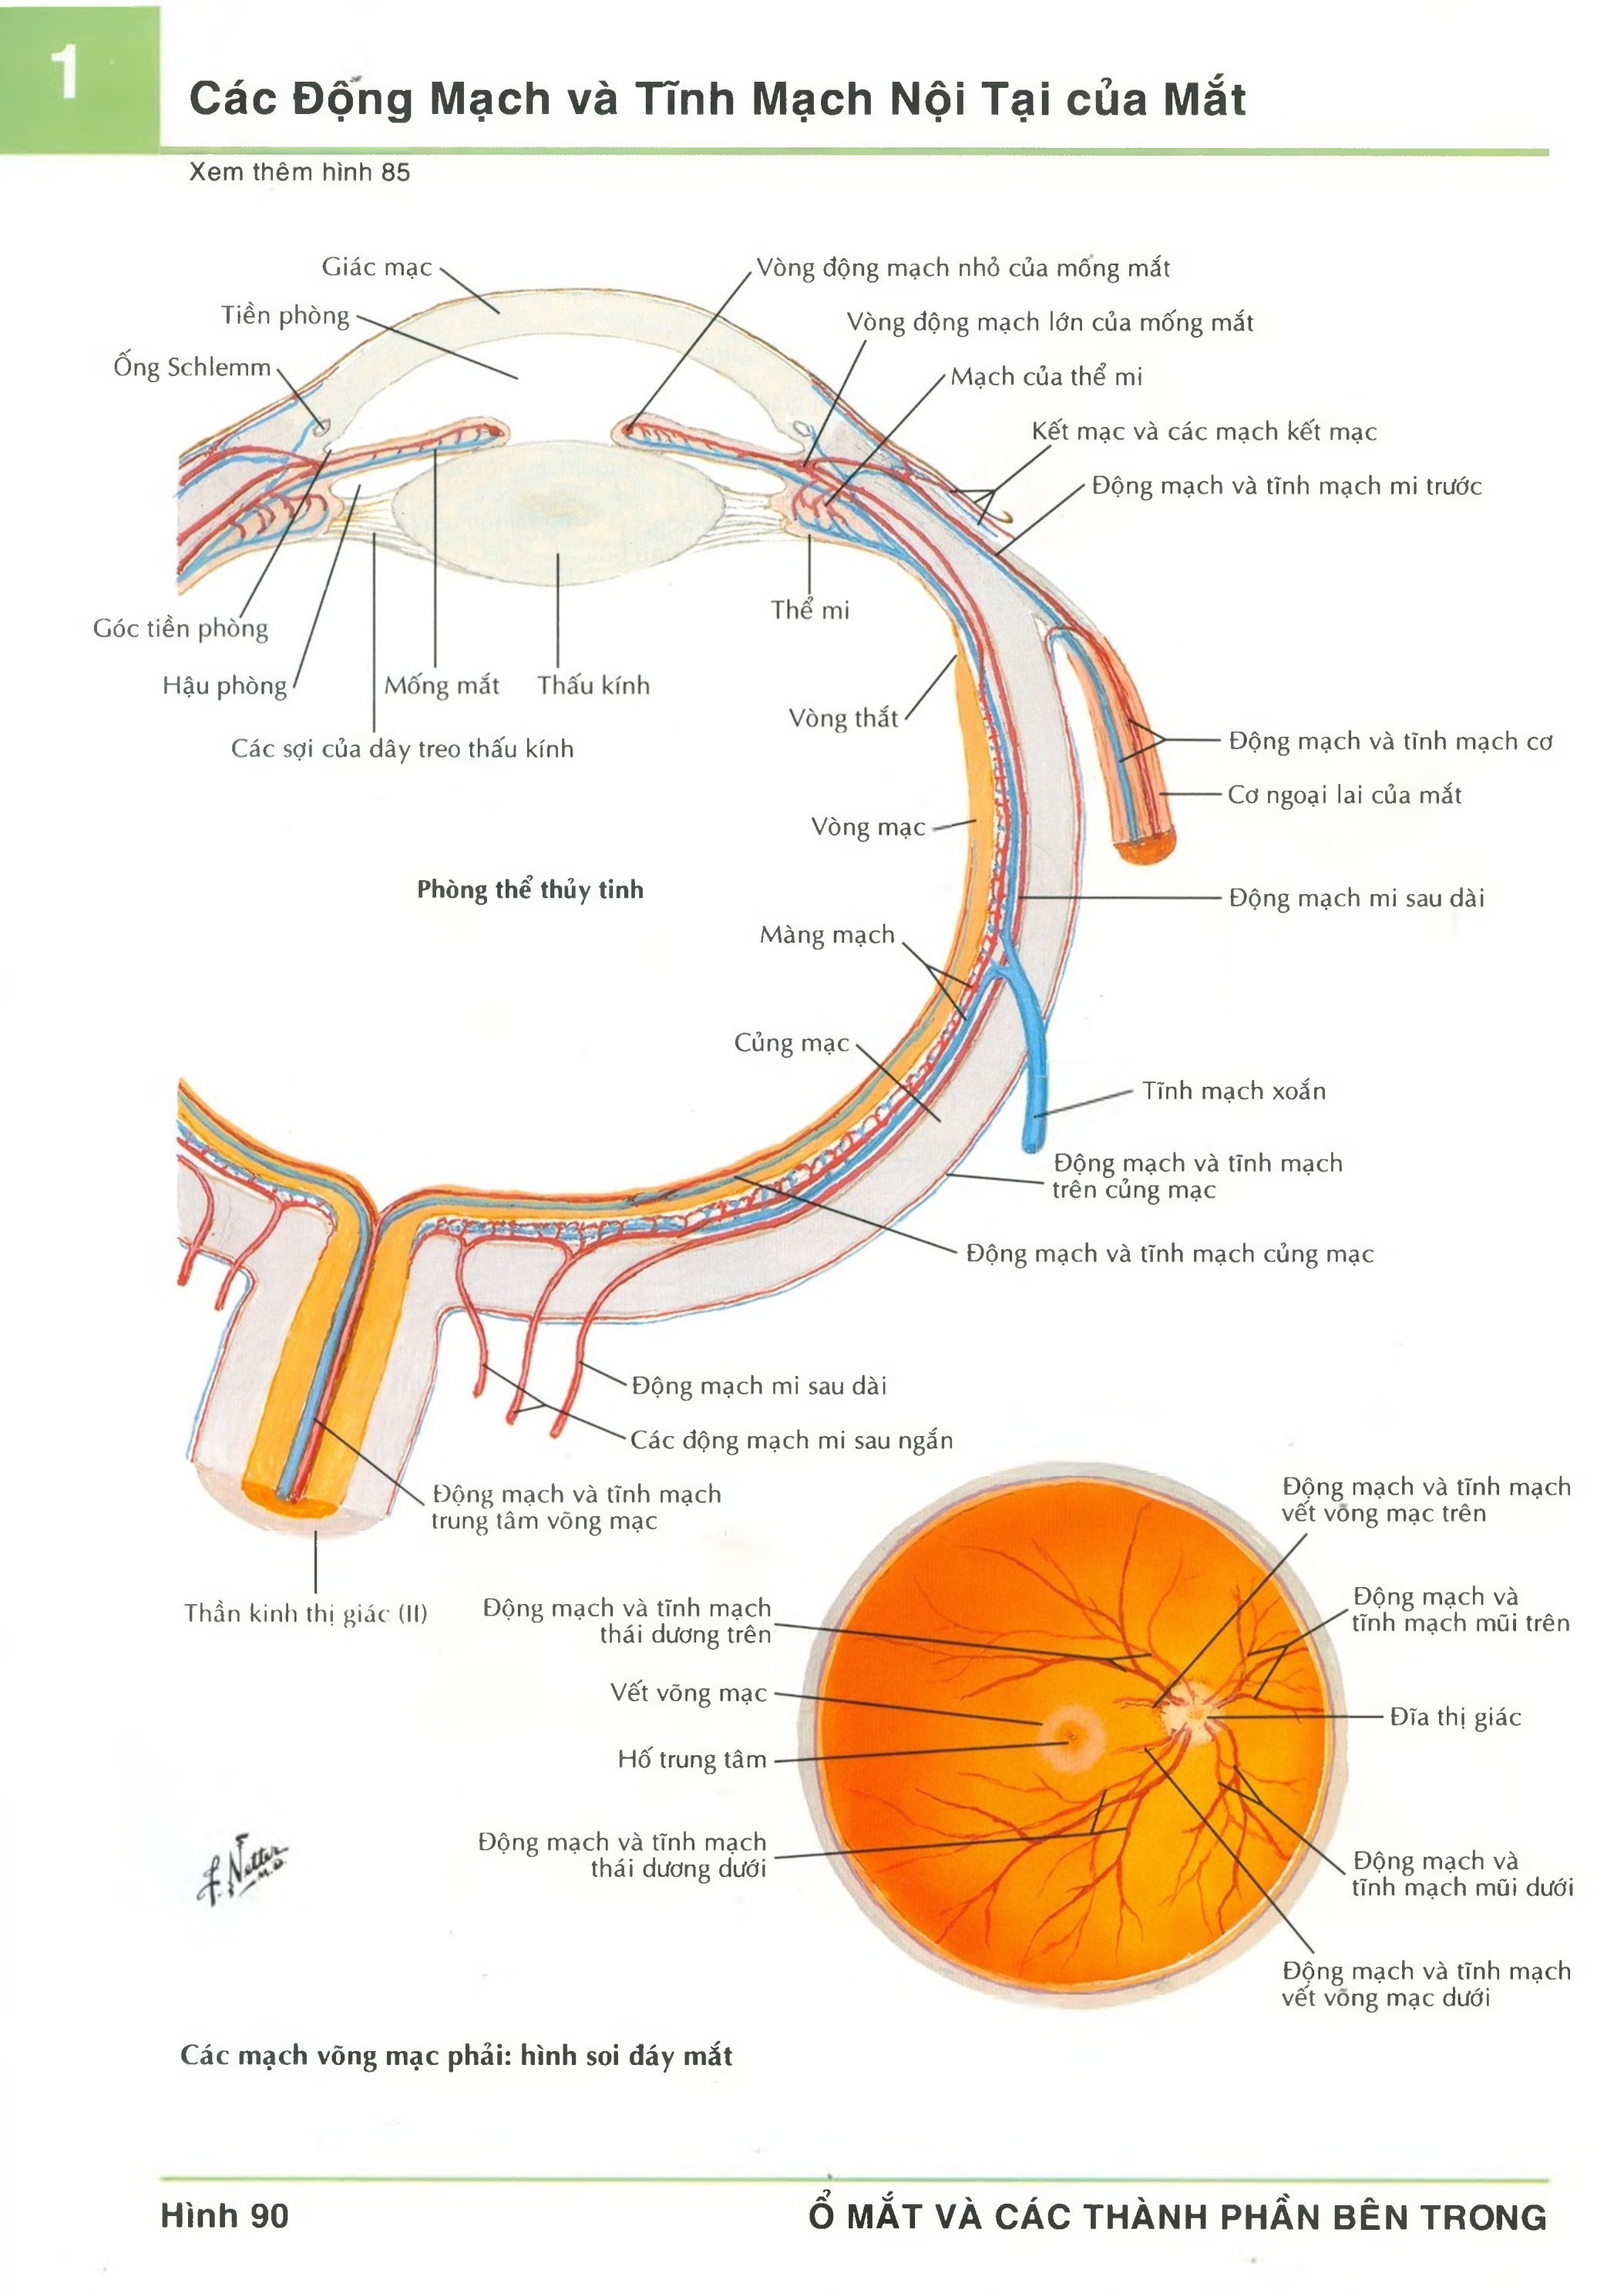 1
Các Động Mạch và Tĩnh Mạch Nội Tại của Mắt
Xem thêm hình 85
Giác mạc
Tiền phòng
Ống Schlemm
Vòng động mạch nhỏ của mống mắt
Vòng động mạch lớn của mống mắt
Mạch của thể mi
Kết mạc và các mạch kết mạc
Động mạch và tĩnh mạch mi trước
Góc tiền phòng
Hậu phòng
Mống mắt
Thấu kính
Các sợi của dây treo thấu kính
Thể mi
Vòng thắt
Động mạch và tĩnh mạch cơ
Cơ ngoại lai của mắt
Vòng mạc
Phòng thể thủy tinh
Động mạch mi sau dài
Màng mạch
Củng mạc
Tĩnh mạch xoắn
Động mạch và tĩnh mạch
trên củng mạc
Động mạch và tĩnh mạch củng mạc
Động mạch mi sau dài
Các động mạch mi sau ngắn
Động mạch và tĩnh mạch
trung tâm võng mạc
Thần kinh thị giác (II)
Động mạch và tĩnh mạch
vết võng mạc trên
Động mạch và
tĩnh mạch mũi trên
Động mạch và tĩnh mạch
thái dương trên
Vết võng mạc
Đĩa thị giác
Hố trung tâm
Động mạch và tĩnh mạch
thái dương dưới
Động mạch và
tĩnh mạch mũi dưới
Động mạch và tĩnh mạch
vết võng mạc dưới
F. Netter
M.D.
Các mạch võng mạc phải: hình soi đáy mắt
Hình 90
Ổ MẮT VÀ CÁC THÀNH PHẦN BÊN TRONG